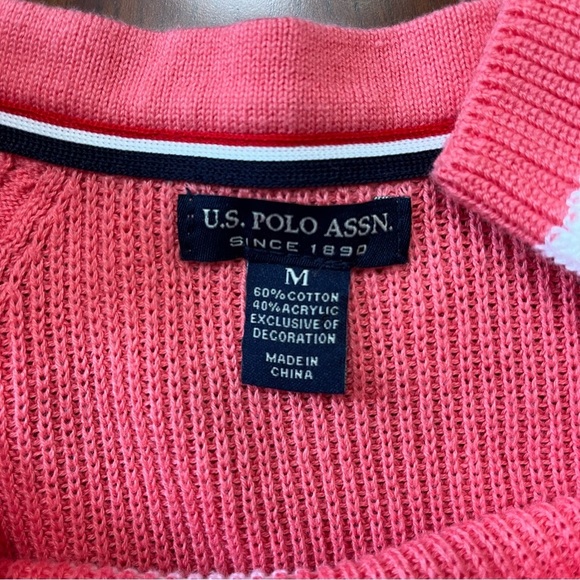 U.S. POLO ASSN.
SINCE 1890
M
60% COTTON
40% ACRYLIC
EXCLUSIVE OF
DECORATION
MADE IN
CHINA